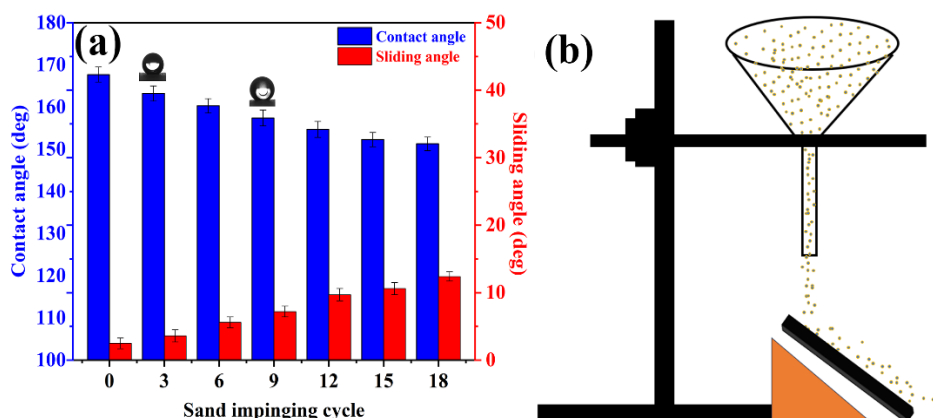 (a)
Contact angle
Sliding angle
180
170
160
150
140
130
120
110
100
Contact angle (deg)
50
40
30
20
10
0
Sliding angle
(deg)
0 3 6 9 12 15 18
Sand impinging cycle
(b)